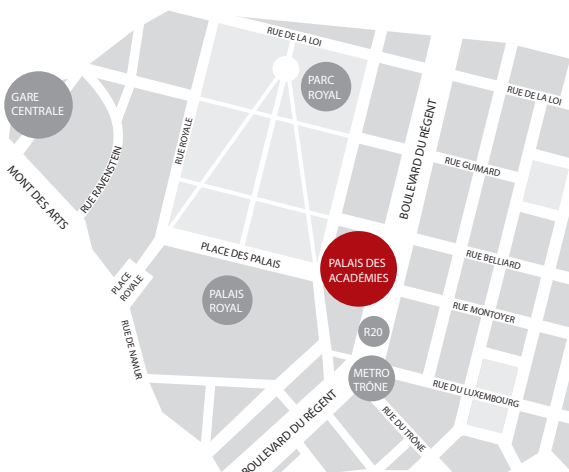 RUE DE LA LOI
PARC
ROYAL
GARE
CENTRALE
RUE DE LA LOI
BOULEVARD DU RÉGENT
RUE ROYALE
RUE GUIMARD
RUE RAVENSTEIN
MONT DES ARTS
PLACE DES PALAIS
PALAIS DES
ACADÉMIES
RUE BELLIARD
PLACE
ROYALE
PALAIS
ROYAL
RUE MONTOYER
R20
RUE DE NAMUR
METRO
TRÔNE
RUE DU LUXEMBOURG
BOULEVARD DU RÉGENT
RUE DU TRÔNE